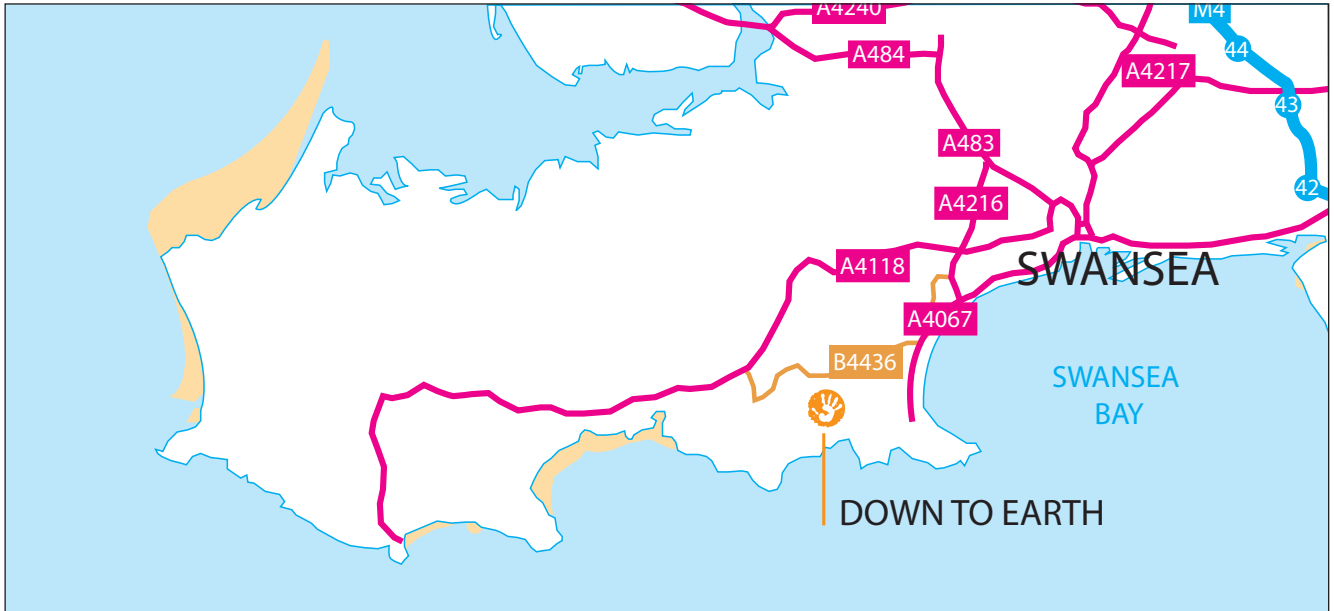 A4240
M4
44
A484
A4217
43
A483
42
A4216
A4118
SWANSEA
A4067
B4436
SWANSEA
BAY
DOWN TO EARTH